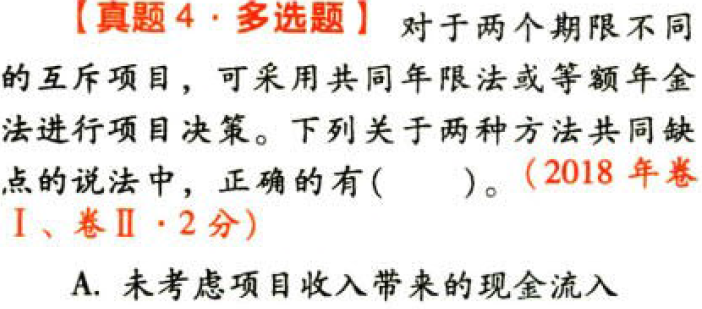 【真题4·多选题】 对于两个期限不同
的互斥项目，可采用共同年限法或等额年金
法进行项目决策。下列关于两种方法共同缺
点的说法中，正确的有(  )。(2018 年卷
Ⅰ、卷Ⅱ·2分)
A. 未考虑项目收入带来的现金流入